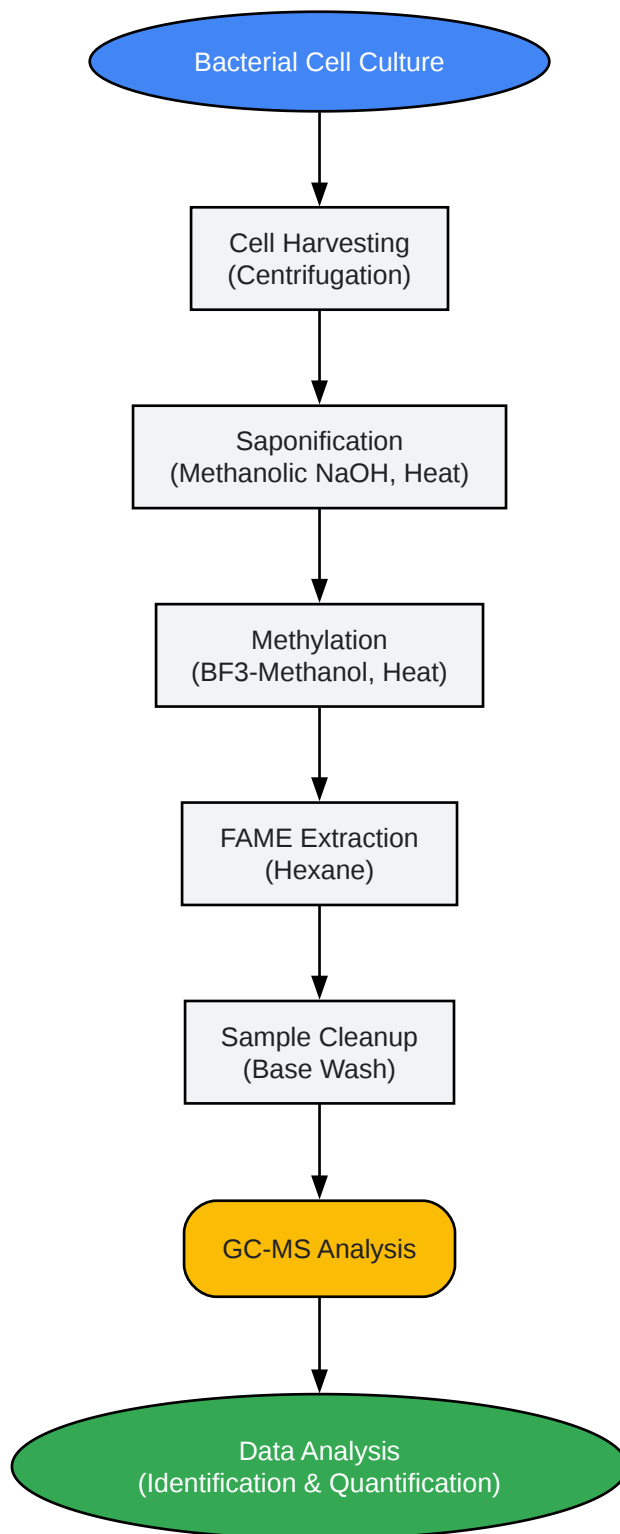 Bacterial Cell Culture
Cell Harvesting
(Centrifugation)
Saponification
(Methanolic NaOH, Heat)
Methylation
(BF3-Methanol, Heat)
FAME Extraction
(Hexane)
Sample Cleanup
(Base Wash)
GC-MS Analysis
Data Analysis
(Identification & Quantification)